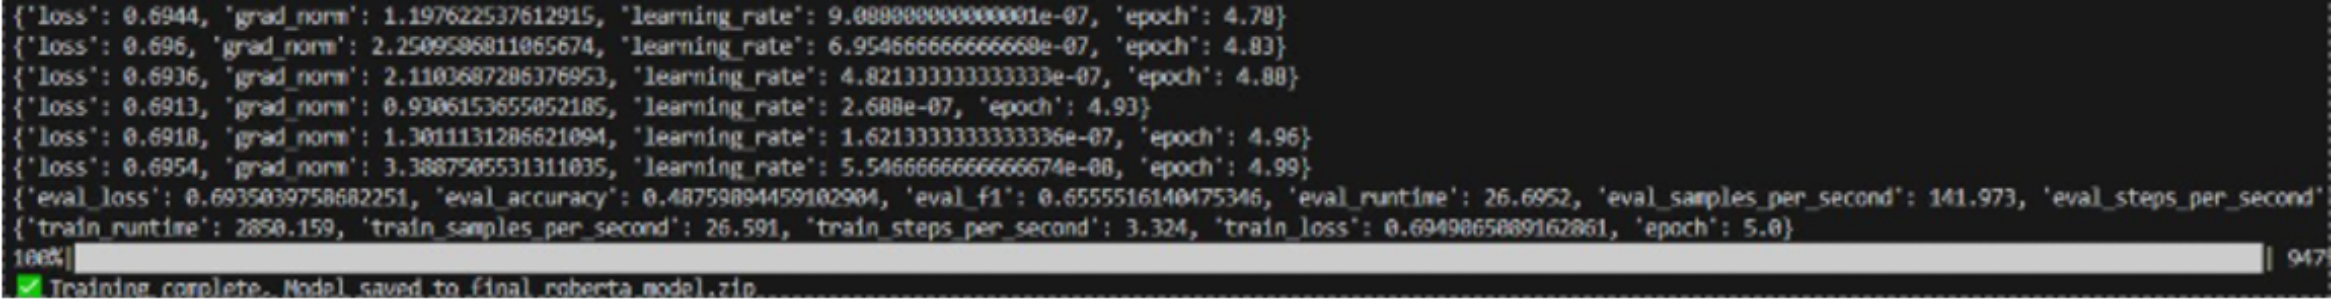 {'loss': 0.6944, 'grad_norm': 1.197622537612915, 'learning_rate': 9.088000000000001e-07, 'epoch': 4.78}
{'loss': 0.696, 'grad_norm': 2.2509586811065674, 'learning_rate': 6.954666666666668e-07, 'epoch': 4.83}
{'loss': 0.6936, 'grad_norm': 2.1103687286376953, 'learning_rate': 4.821333333333333e-07, 'epoch': 4.88}
{'loss': 0.6913, 'grad_norm': 0.9306153655052185, 'learning_rate': 2.688e-07, 'epoch': 4.93}
{'loss': 0.6918, 'grad_norm': 1.3011131286621094, 'learning_rate': 1.6213333333333336e-07, 'epoch': 4.96}
{'loss': 0.6954, 'grad_norm': 3.3887505531311035, 'learning_rate': 5.5466666666666674e-08, 'epoch': 4.99}
{'eval_loss': 0.69350397586822​51, 'eval_accuracy': 0.48759894459102904, 'eval_f1': 0.6555516140475346, 'eval_runtime': 26.6952, 'eval_samples_per_second': 141.973, 'eval_steps_per_second'
{'train_runtime': 2850.159, 'train_samples_per_second': 26.591, 'train_steps_per_second': 3.324, 'train_loss': 0.6949065089162861, 'epoch': 5.0}
100% 947
✅ Training complete. Model saved to final_roberta_model.zip